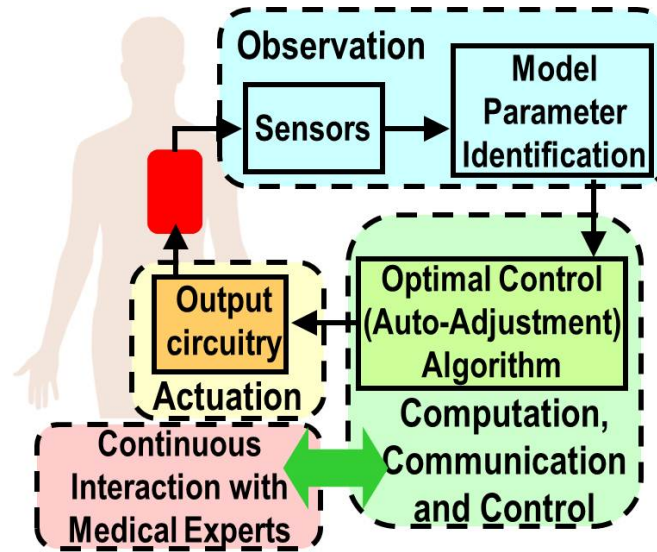 Observation
Sensors
Model
Parameter
Identification
Optimal Control
(Auto-Adjustment)
Algorithm
Output
circuitry
Actuation
Computation,
Communication
and Control
Continuous
Interaction with
Medical Experts